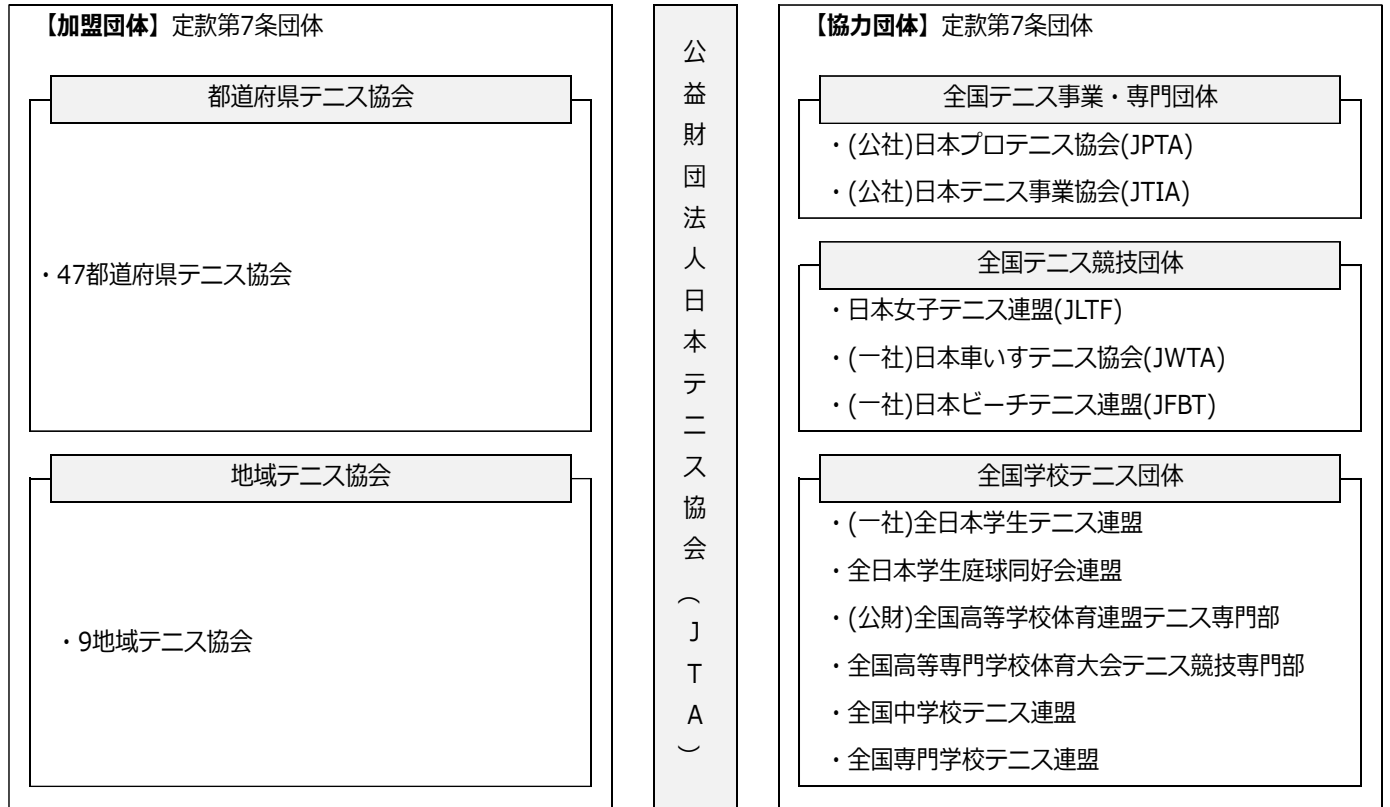 【加盟団体】定款第7条団体
都道府県テニス協会
・47都道府県テニス協会
地域テニス協会
・9地域テニス協会
公益財団法人日本テニス協会（JTA）
【協力団体】定款第7条団体
全国テニス事業・専門団体
・(公社)日本プロテニス協会(JPTA)
・(公社)日本テニス事業協会(JTIA)
全国テニス競技団体
・日本女子テニス連盟(JLTF)
・(一社)日本車いすテニス協会(JWTA)
・(一社)日本ビーチテニス連盟(JFBT)
全国学校テニス団体
・(一社)全日本学生テニス連盟
・全日本学生庭球同好会連盟
・(公財)全国高等学校体育連盟テニス専門部
・全国高等専門学校体育大会テニス競技専門部
・全国中学校テニス連盟
・全国専門学校テニス連盟